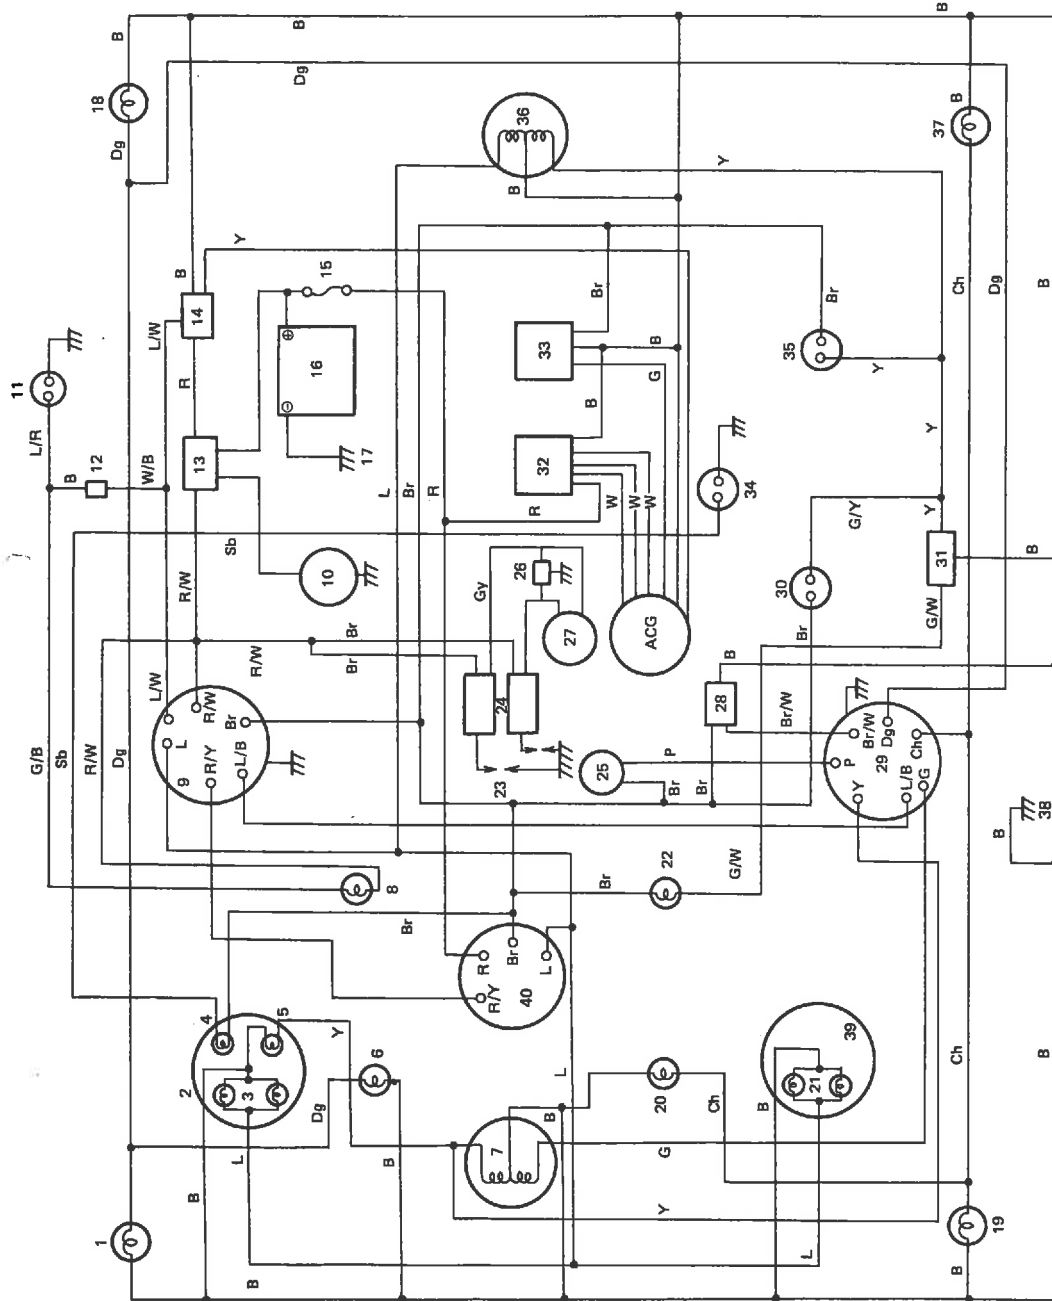 B
B
B
18
Dg
Dg
36
37
B
Y
B
B
Y
14
15
L/W
Br
Ch
Dg
R
16
33
B
Br
35
B
11
G
Y
L/R
B
12
W/B
13
17
32
B
L
Br
R
34
Y
R
W
W
W
G/Y
Y
Sb
10
Gy
26
31
B
R/W
30
Br
G/W
27
ACG
Br
R/W
Br
B
L/W
R/W
28
Br/W
24
L
Br
Br/W
Dg
9
R/Y
L/B
P
29
Ch
25
P
Y
L/B
G
G/B
Sb
R/W
Dg
23
Br
Br
B
38
8
Br
22
G/W
Br
R
Br
L
R/Y
40
4
5
2
3
Y
6
39
21
L
B
Ch
B
20
Ch
Dg
L
B
7
B
G
B
Y
1
19
B
L
B